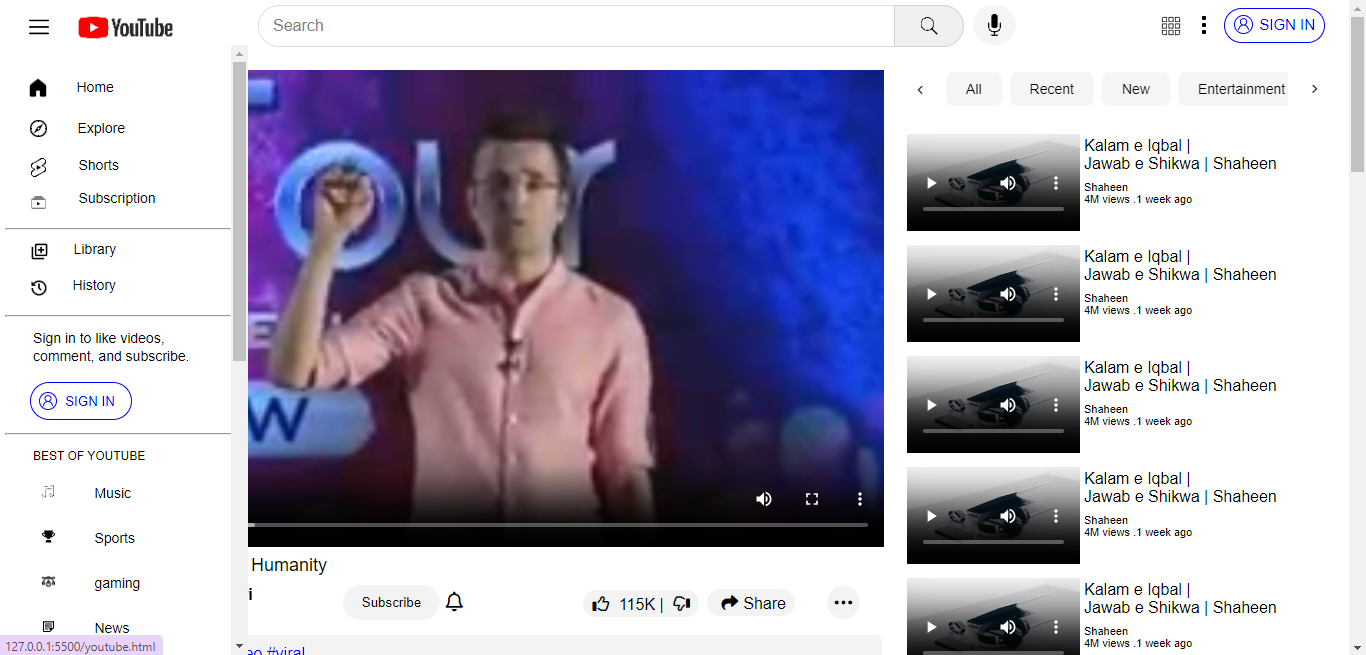 YouTube
Search
SIGN IN
Home
Explore
Shorts
Subscription
Library
History
Sign in to like videos,
comment, and subscribe.
SIGN IN
BEST OF YOUTUBE
Music
Sports
gaming
News
127.0.0.1:5500/youtube.html
our
W
Humanity
i
Subscribe
115K |
Share
eo #viral
All
Recent
New
Entertainment
Kalam e Iqbal |
Jawab e Shikwa | Shaheen
Shaheen
4M views .1 week ago
Kalam e Iqbal |
Jawab e Shikwa | Shaheen
Shaheen
4M views .1 week ago
Kalam e Iqbal |
Jawab e Shikwa | Shaheen
Shaheen
4M views .1 week ago
Kalam e Iqbal |
Jawab e Shikwa | Shaheen
Shaheen
4M views .1 week ago
Kalam e Iqbal |
Jawab e Shikwa | Shaheen
Shaheen
4M views .1 week ago